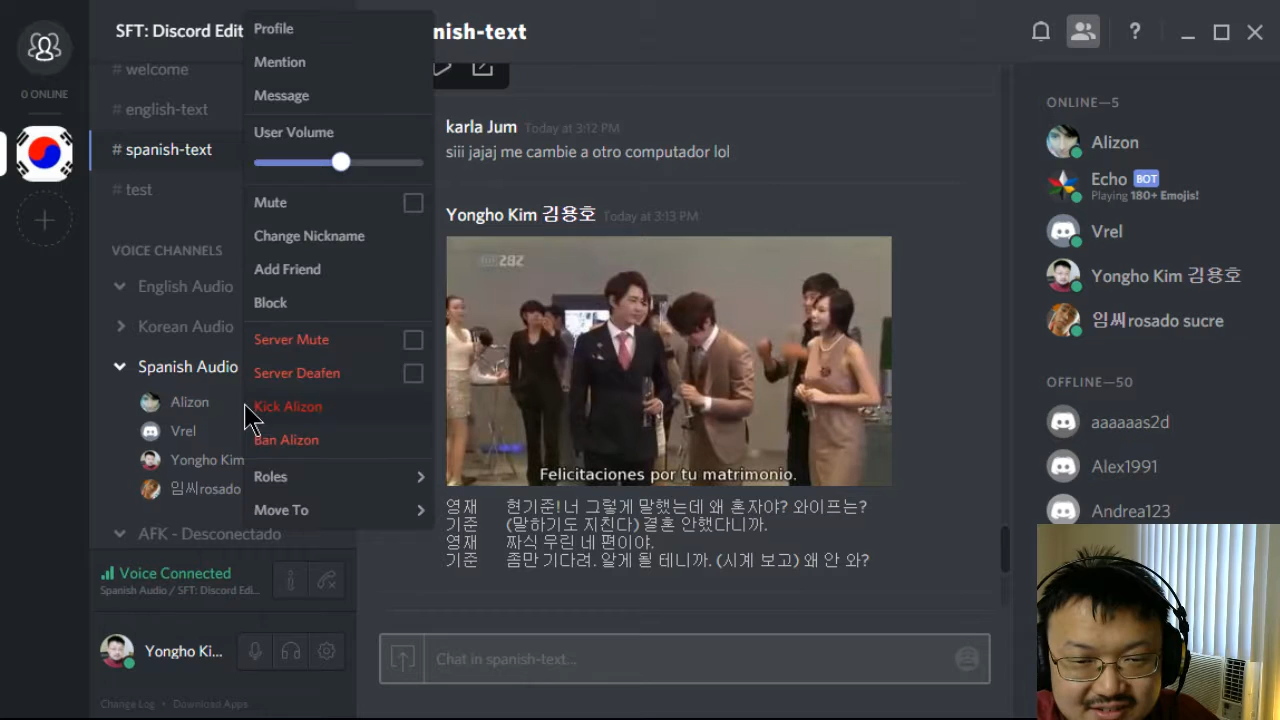 SFT: Discord Edit
0 ONLINE
# welcome
# english-text
# spanish-text
# test
VOICE CHANNELS
English Audio
Korean Audio
Spanish Audio
Alizon
Vrel
Yongho Kim
임씨rosado
AFK - Desconectado
Voice Connected
Spanish Audio / SFT: Discord Edi...
Yongho Ki...
Change Log • Download Apps
Profile
Mention
Message
User Volume
Mute
Change Nickname
Add Friend
Block
Server Mute
Server Deafen
Kick Alizon
Ban Alizon
Roles
Move To
nish-text
karla Jum Today at 3:12 PM
siii jajaj me cambie a otro computador lol
Yongho Kim 김용호 Today at 3:13 PM
Felicitaciones por tu matrimonio.
영재 현기준! 너 그렇게 말했는데 왜 혼자야? 와이프는?
기준 (말하기도 지친다) 결혼 안했다니까.
영재 짜식 우린 네 편이야.
기준 좀만 기다려. 알게 될 테니까. (시계 보고) 왜 안 와?
Chat in spanish-text...
ONLINE—5
Alizon
Echo BOT
Playing 180+ Emojis!
Vrel
Yongho Kim 김용호
임씨rosado sucre
OFFLINE—50
aaaaaas2d
Alex1991
Andrea123